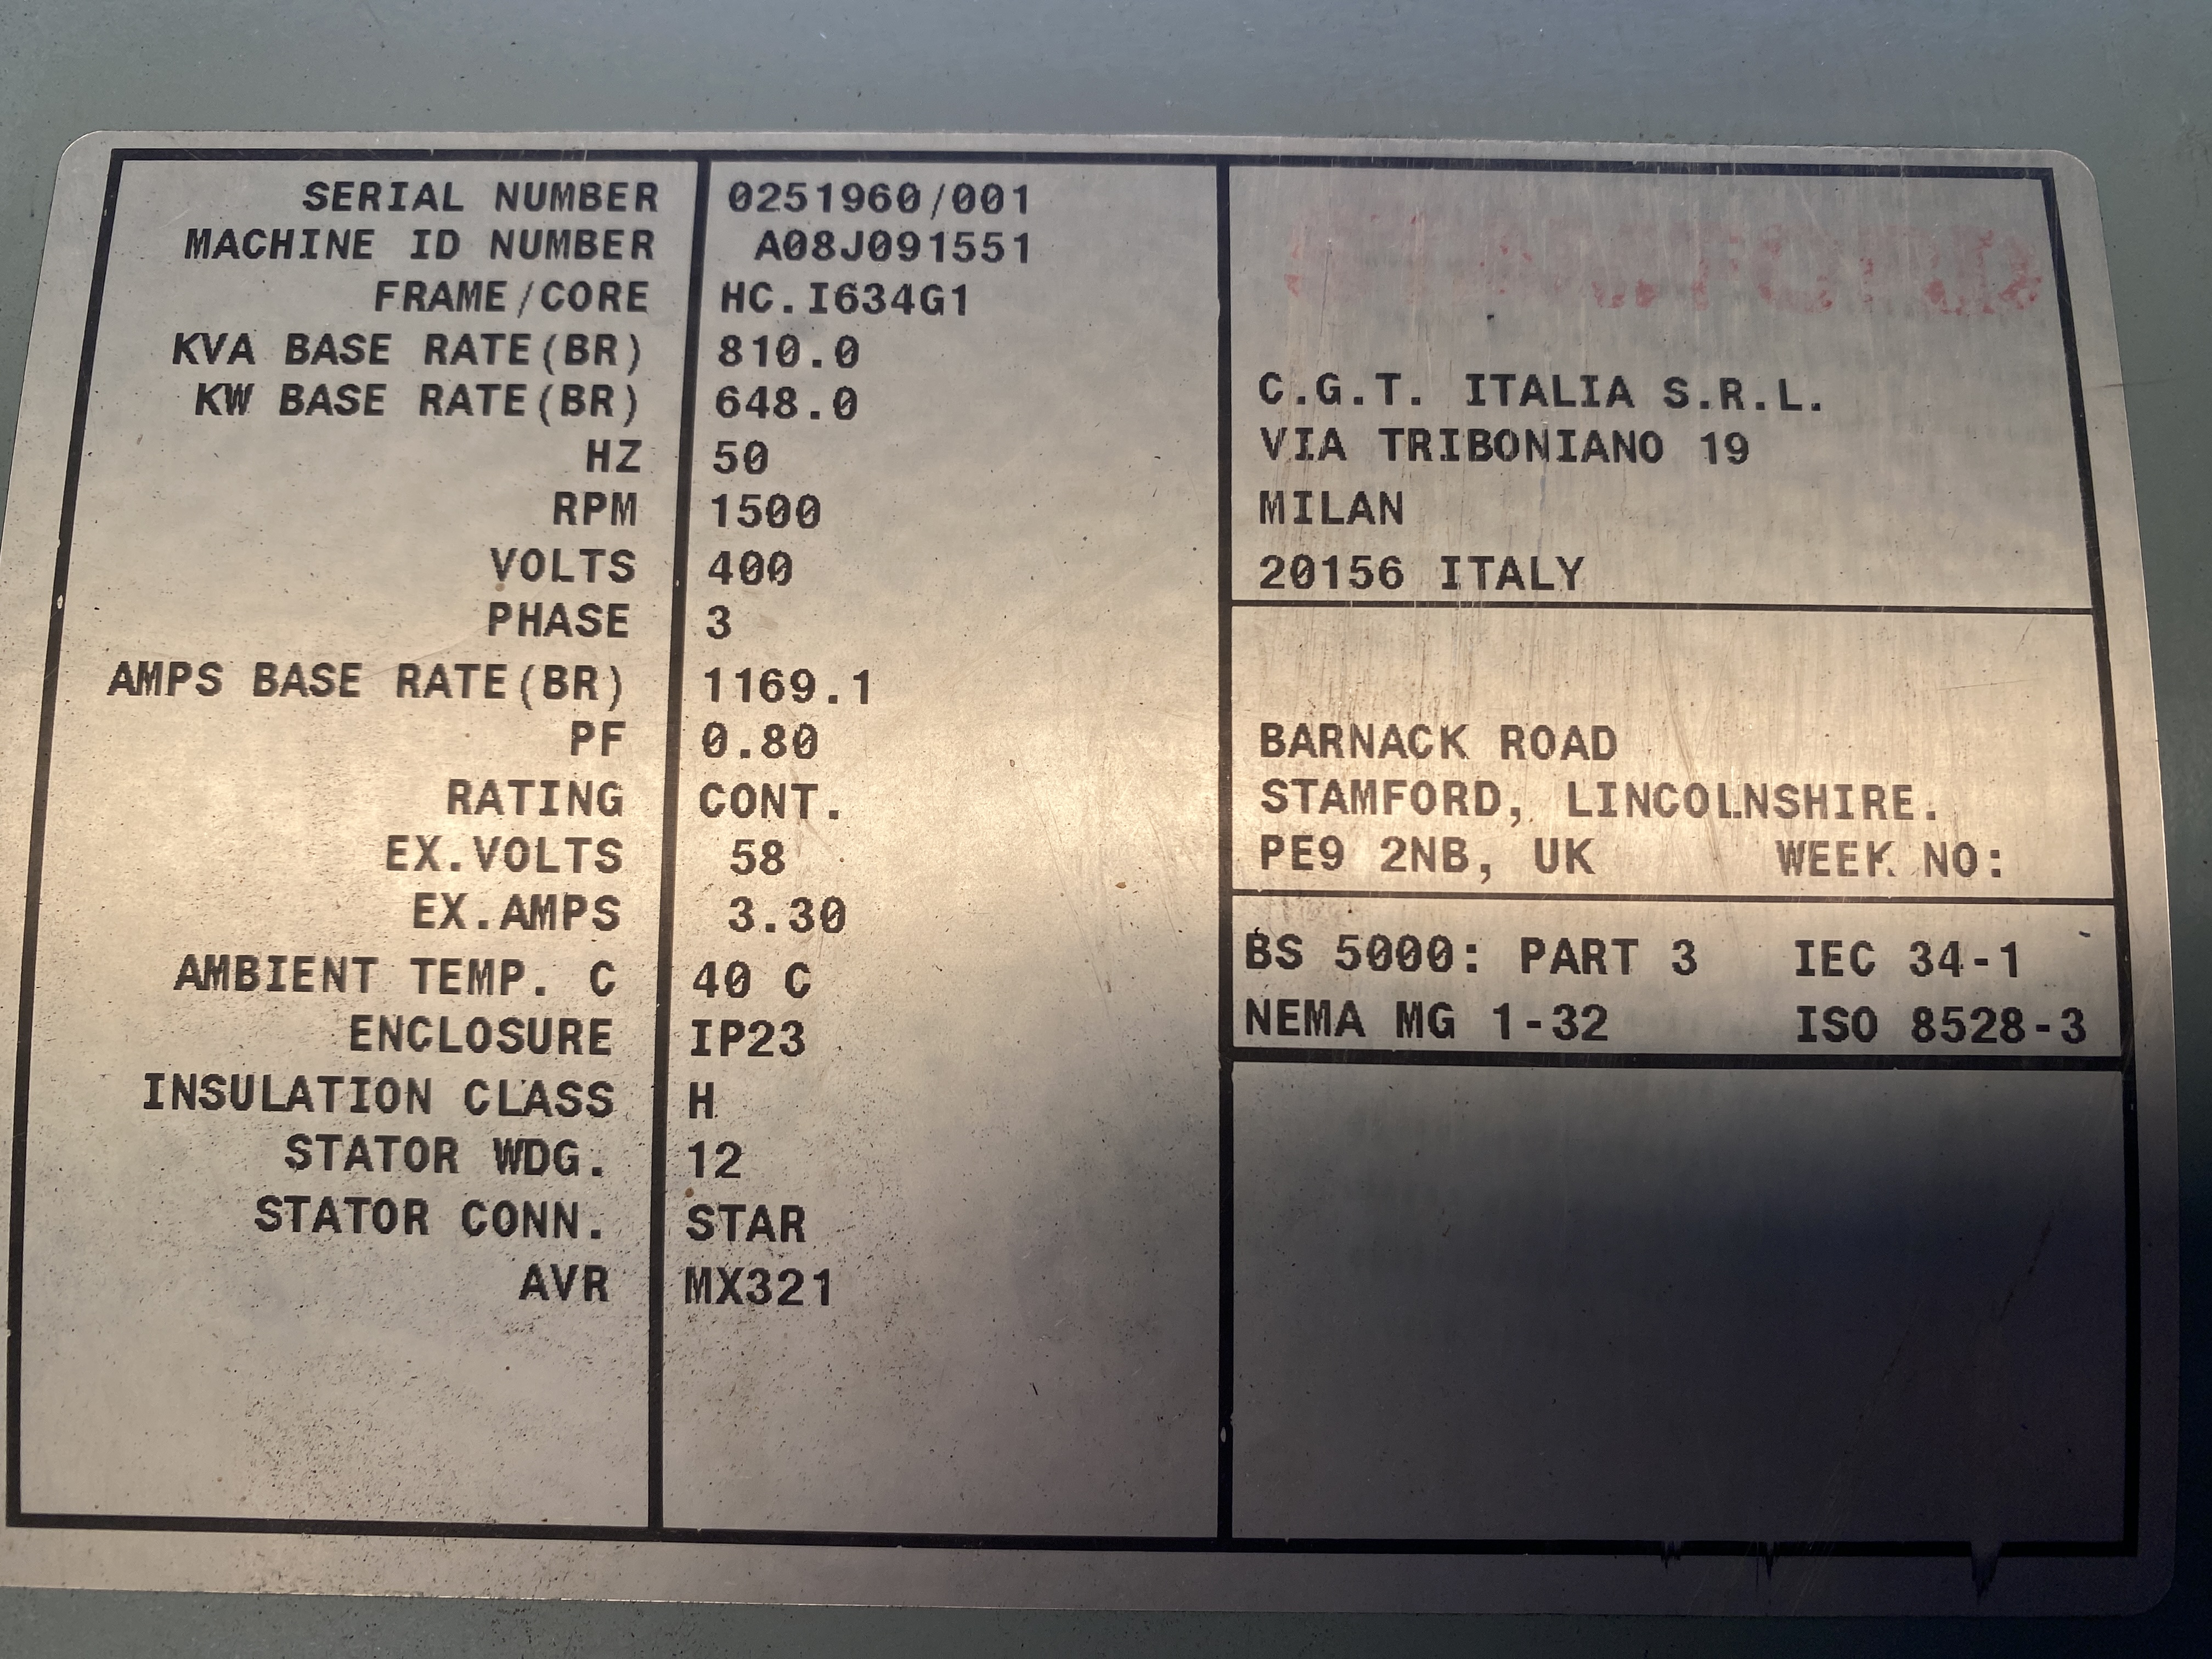 SERIAL NUMBER 0251960/001
MACHINE ID NUMBER A08J091551
FRAME/CORE HC.I634G1
KVA BASE RATE(BR) 810.0
KW BASE RATE(BR) 648.0
HZ 50
RPM 1500
VOLTS 400
PHASE 3
AMPS BASE RATE(BR) 1169.1
PF 0.80
RATING CONT.
EX.VOLTS 58
EX.AMPS 3.30
AMBIENT TEMP. C 40 C
ENCLOSURE IP23
INSULATION CLASS H
STATOR WDG. 12
STATOR CONN. STAR
AVR MX321
C.G.T. ITALIA S.R.L.
VIA TRIBONIANO 19
MILAN
20156 ITALY
BARNACK ROAD
STAMFORD, LINCOLNSHIRE.
PE9 2NB, UK WEEK NO:
BS 5000: PART 3 IEC 34-1
NEMA MG 1-32 ISO 8528-3